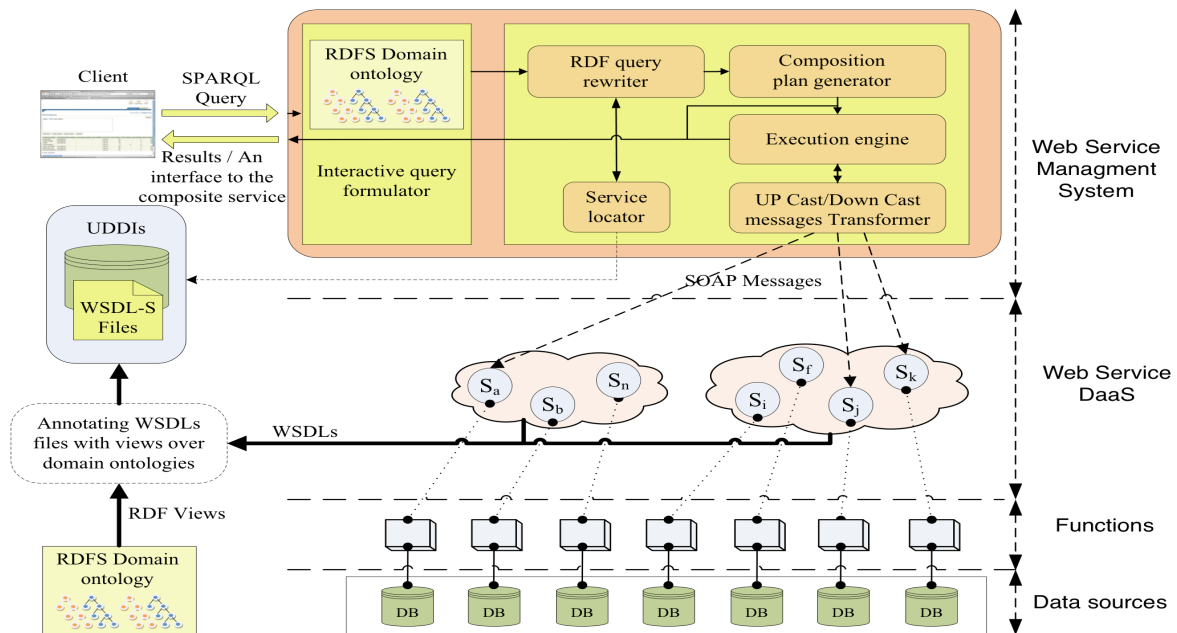 Client
SPARQL
Query
Results / An
interface to the
composite service
RDFS Domain
ontology
Interactive query
formulator
RDF query
rewriter
Composition
plan generator
Execution engine
Service
locator
UP Cast/Down Cast
messages Transformer
Web Service
Managment
System
UDDIs
WSDL-S
Files
SOAP Messages
Sa
Sb
Sn
Si
Sf
Sj
Sk
Web Service
DaaS
Annotating WSDLs
files with views over
domain ontologies
WSDLs
RDF Views
Functions
RDFS Domain
ontology
DB
DB
DB
DB
DB
DB
DB
Data sources